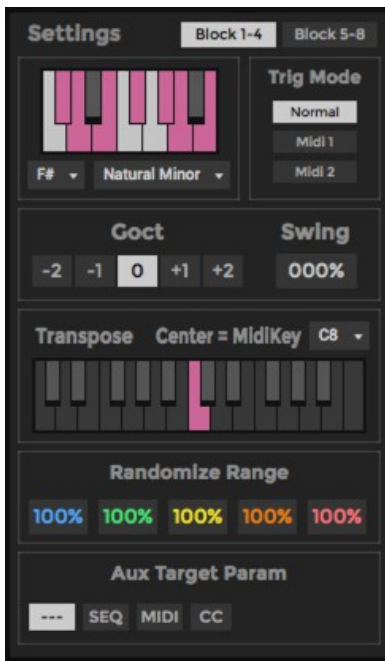 Settings Block 1-4 Block 5-8
Trig Mode
Normal
Midi 1
Midi 2
F# Natural Minor
Goct Swing
-2 -1 0 +1 +2 000%
Transpose Center = MidiKey C8
Randomize Range
100% 100% 100% 100% 100%
Aux Target Param
--- SEQ MIDI CC